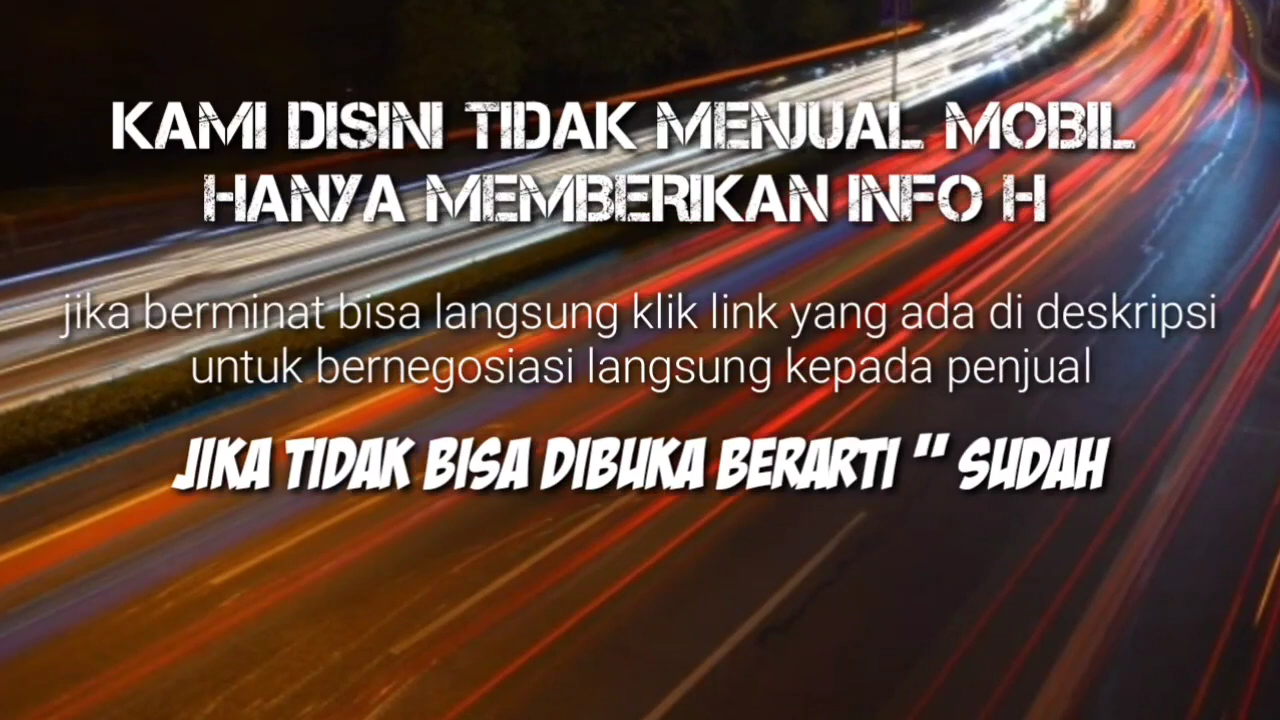 KAMI DISINI TIDAK MENJUAL MOBIL
HANYA MEMBERIKAN INFO H
jika berminat bisa langsung klik link yang ada di deskripsi
untuk bernegosiasi langsung kepada penjual
JIKA TIDAK BISA DIBUKA BERARTI " SUDAH